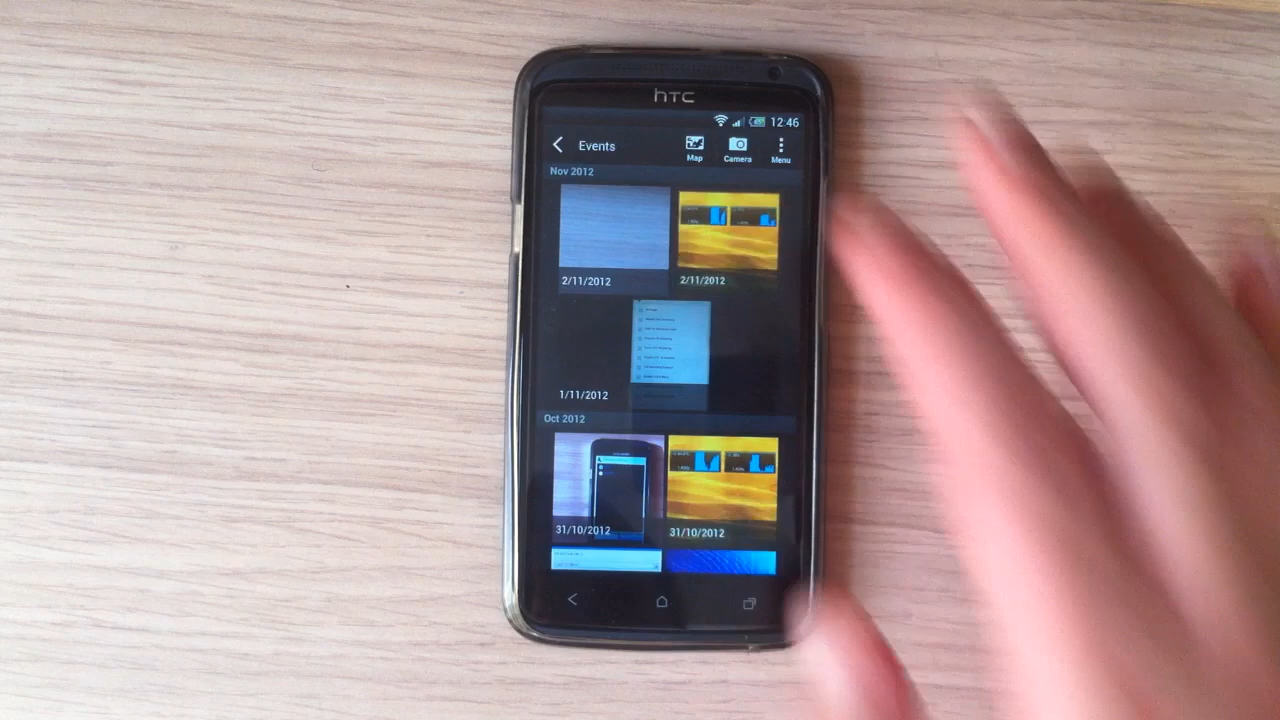 hTC
12:46
Events
Map
Camera
Menu
Nov 2012
2/11/2012
2/11/2012
1/11/2012
Oct 2012
31/10/2012
31/10/2012